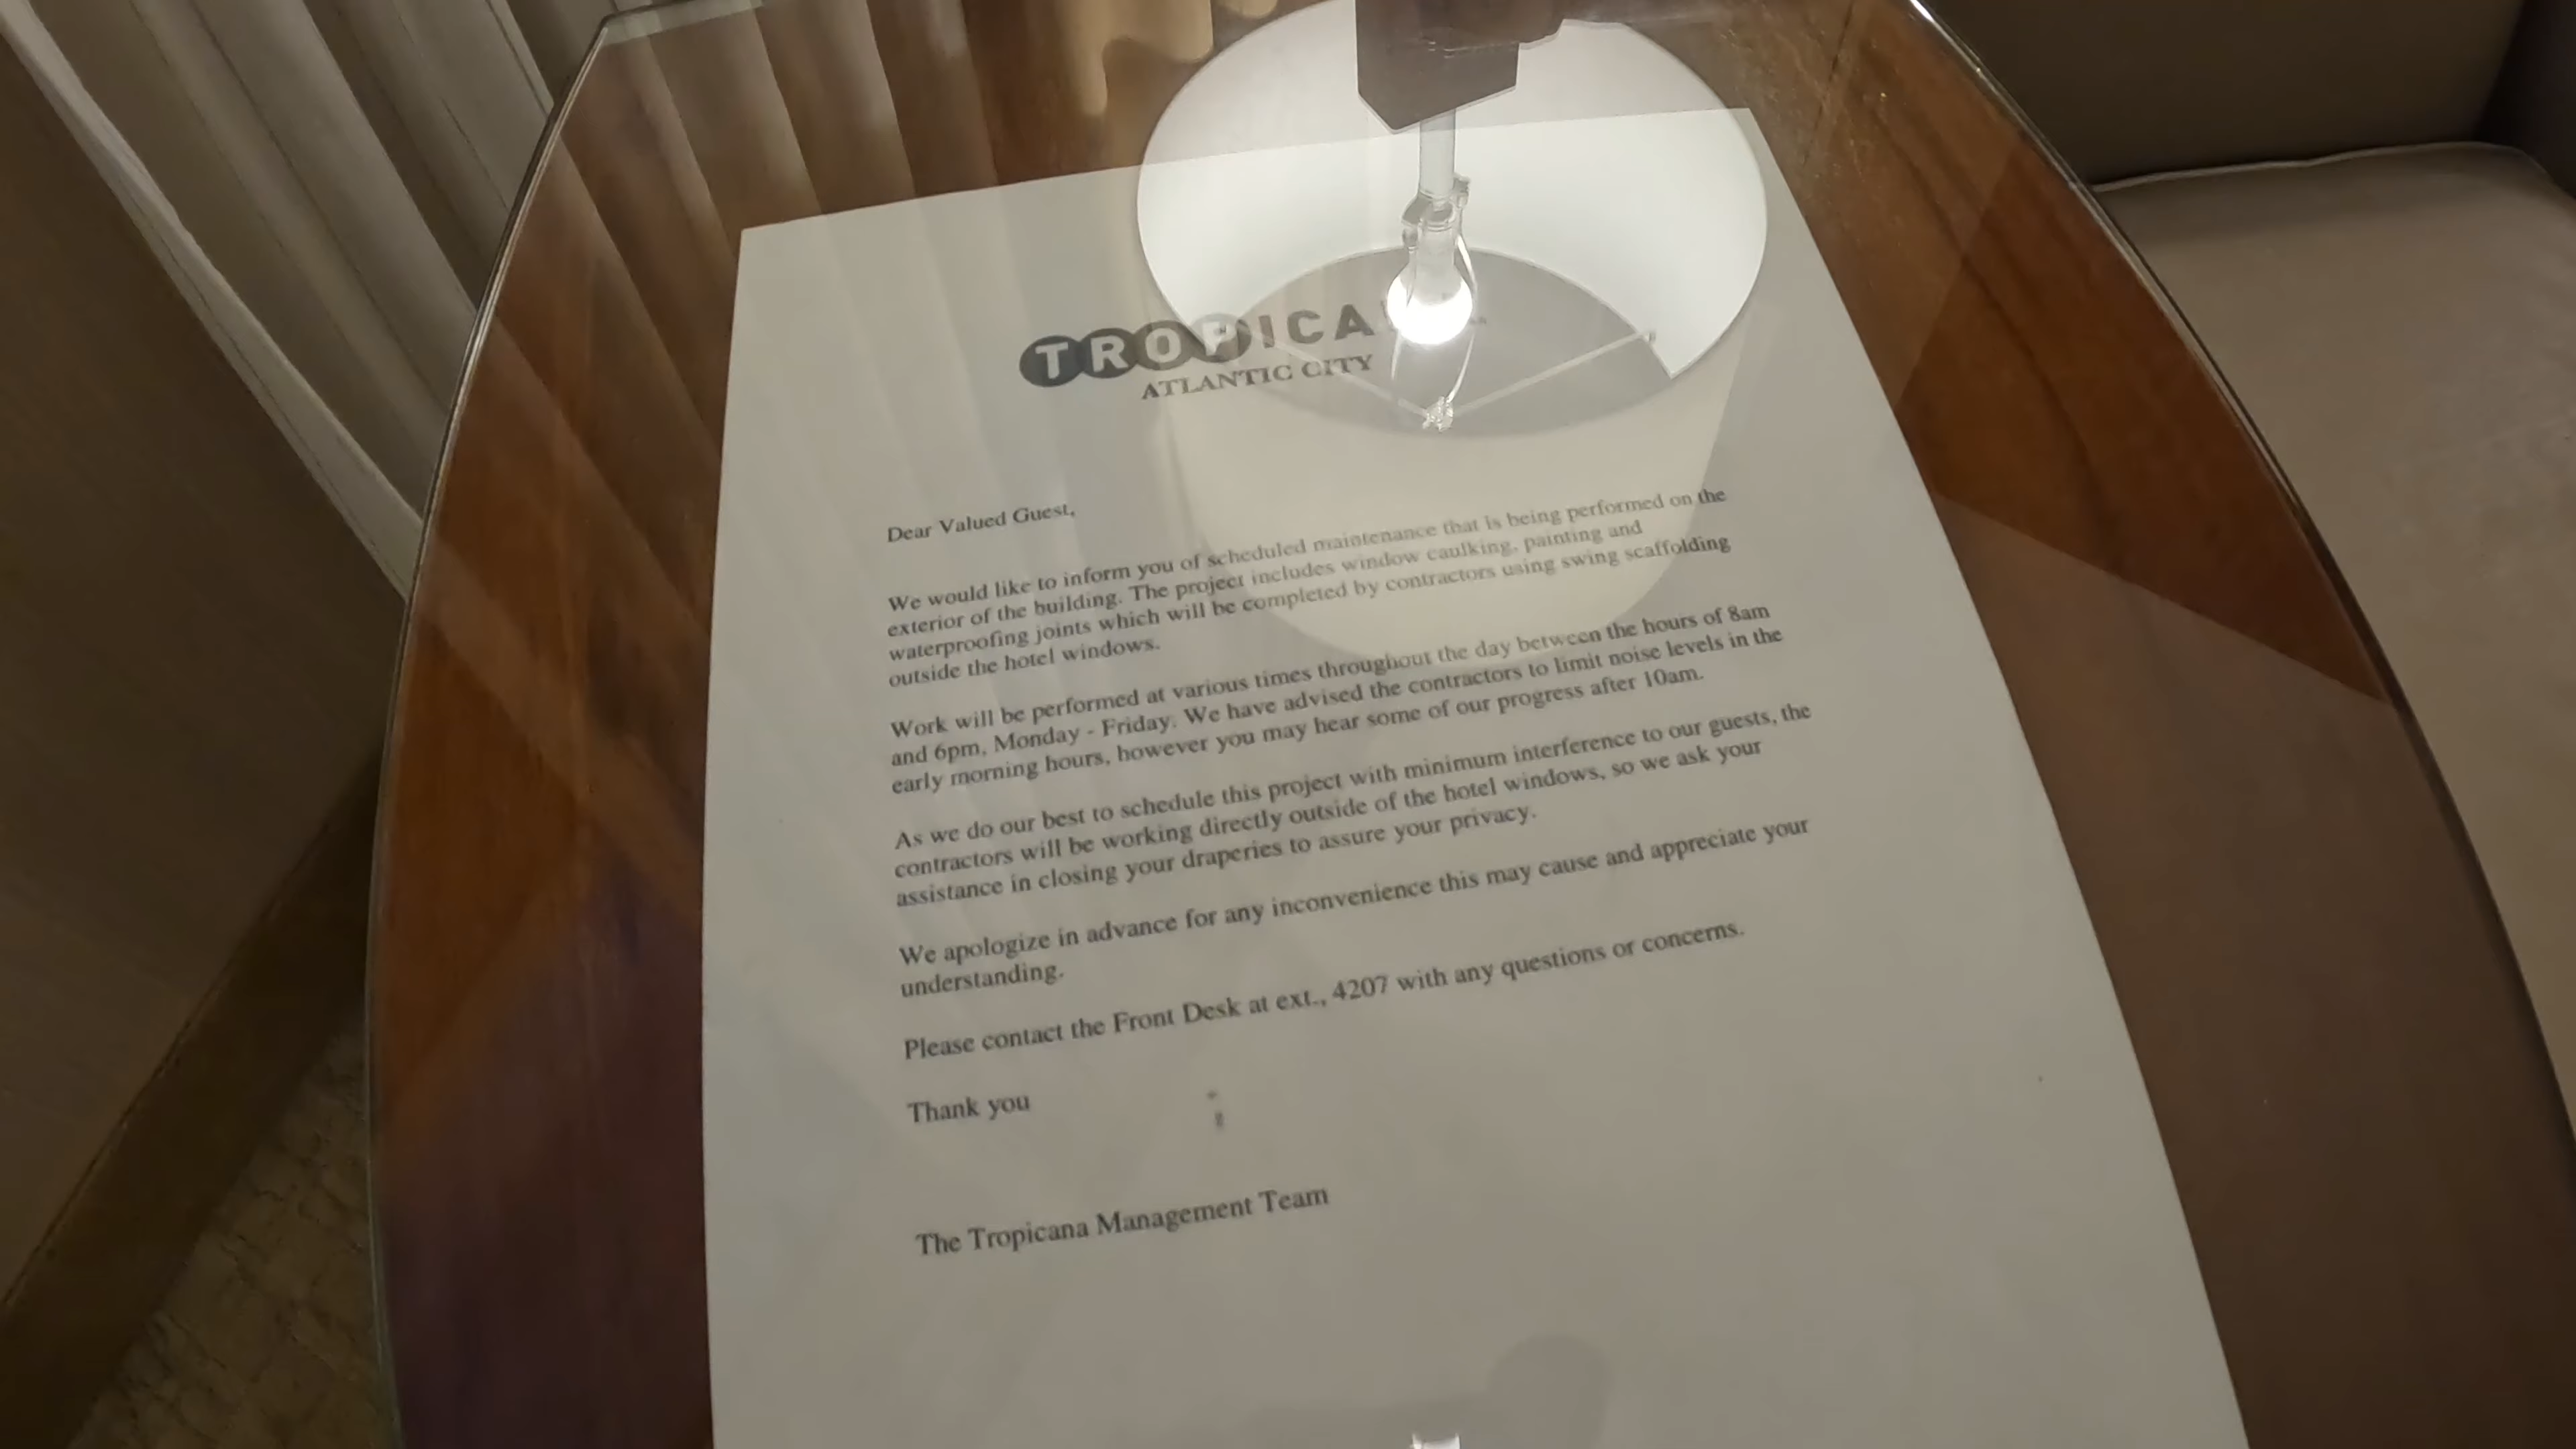 TROPICA
ATLANTIC CITY
Dear Valued Guest,
We would like to inform you of scheduled maintenance that is being performed on the
exterior of the building. The project includes window caulking, painting and
waterproofing joints which will be completed by contractors using swing scaffolding
outside the hotel windows.
Work will be performed at various times throughout the day between the hours of 8am
and 6pm, Monday - Friday. We have advised the contractors to limit noise levels in the
early morning hours, however you may hear some of our progress after 10am.
As we do our best to schedule this project with minimum interference to our guests, the
contractors will be working directly outside of the hotel windows, so we ask your
assistance in closing your draperies to assure your privacy.
We apologize in advance for any inconvenience this may cause and appreciate your
understanding.
Please contact the Front Desk at ext., 4207 with any questions or concerns.
Thank you
The Tropicana Management Team